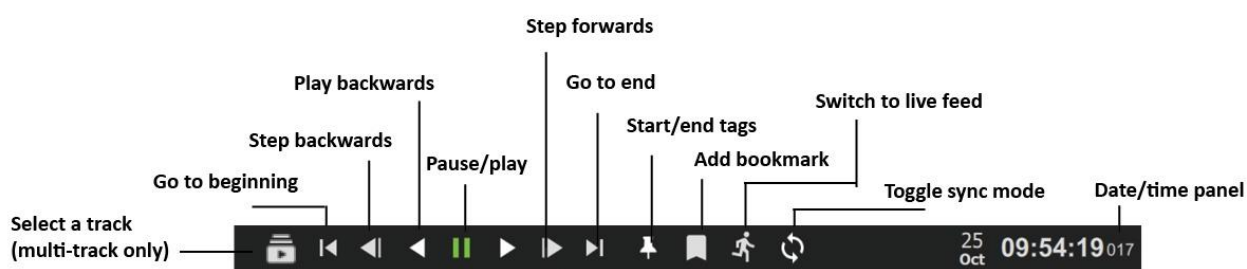 Step forwards
Play backwards
Go to end
Switch to live feed
Step backwards
Start/end tags
Pause/play
Add bookmark
Go to beginning
Toggle sync mode
Date/time panel
Select a track
(multi-track only)
25
Oct
09:54:19 017